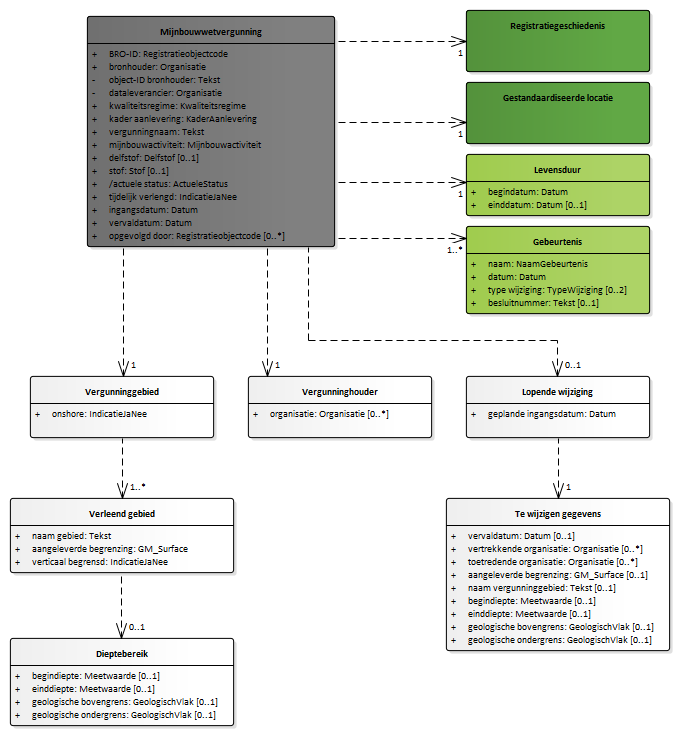 Mijnbouwwetvergunning
+ BRO-ID: Registratieobjectcode
+ bronhouder: Organisatie
- object-ID bronhouder: Tekst
- dataleverancier: Organisatie
+ kwaliteitsregime: Kwaliteitsregime
+ kader aanlevering: KaderAanlevering
+ vergunningnaam: Tekst
+ mijnbouwactiviteit: Mijnbouwactiviteit
+ delfstof: Delfstof [0..1]
+ stof: Stof [0..1]
+ /actuele status: ActueleStatus
+ tijdelijk verlengd: IndicatieJaNee
+ ingangsdatum: Datum
+ vervaldatum: Datum
+ opgevolgd door: Registratieobjectcode [0..*]
Registratiegeschiedenis
1
Gestandaardiseerde locatie
1
Levensduur
+ begindatum: Datum
+ einddatum: Datum [0..1]
1
Gebeurtenis
+ naam: NaamGebeurtenis
+ datum: Datum
+ type wijziging: TypeWijziging [0..2]
+ besluitnummer: Tekst [0..1]
1..*
1
Vergunninggebied
+ onshore: IndicatieJaNee
1
Vergunninghouder
+ organisatie: Organisatie [0..*]
0..1
Lopende wijziging
+ geplande ingangsdatum: Datum
1..*
Verleend gebied
+ naam gebied: Tekst
+ aangeleverde begrenzing: GM_Surface
+ verticaal begrensd: IndicatieJaNee
1
Te wijzigen gegevens
+ vervaldatum: Datum [0..1]
+ vertrekkende organisatie: Organisatie [0..*]
+ toetredende organisatie: Organisatie [0..*]
+ aangeleverde begrenzing: GM_Surface [0..1]
+ naam vergunninggebied: Tekst [0..1]
+ begindiepte: Meetwaarde [0..1]
+ einddiepte: Meetwaarde [0..1]
+ geologische bovengrens: GeologischVlak [0..1]
+ geologische ondergrens: GeologischVlak [0..1]
0..1
Dieptebereik
+ begindiepte: Meetwaarde [0..1]
+ einddiepte: Meetwaarde [0..1]
+ geologische bovengrens: GeologischVlak [0..1]
+ geologische ondergrens: GeologischVlak [0..1]